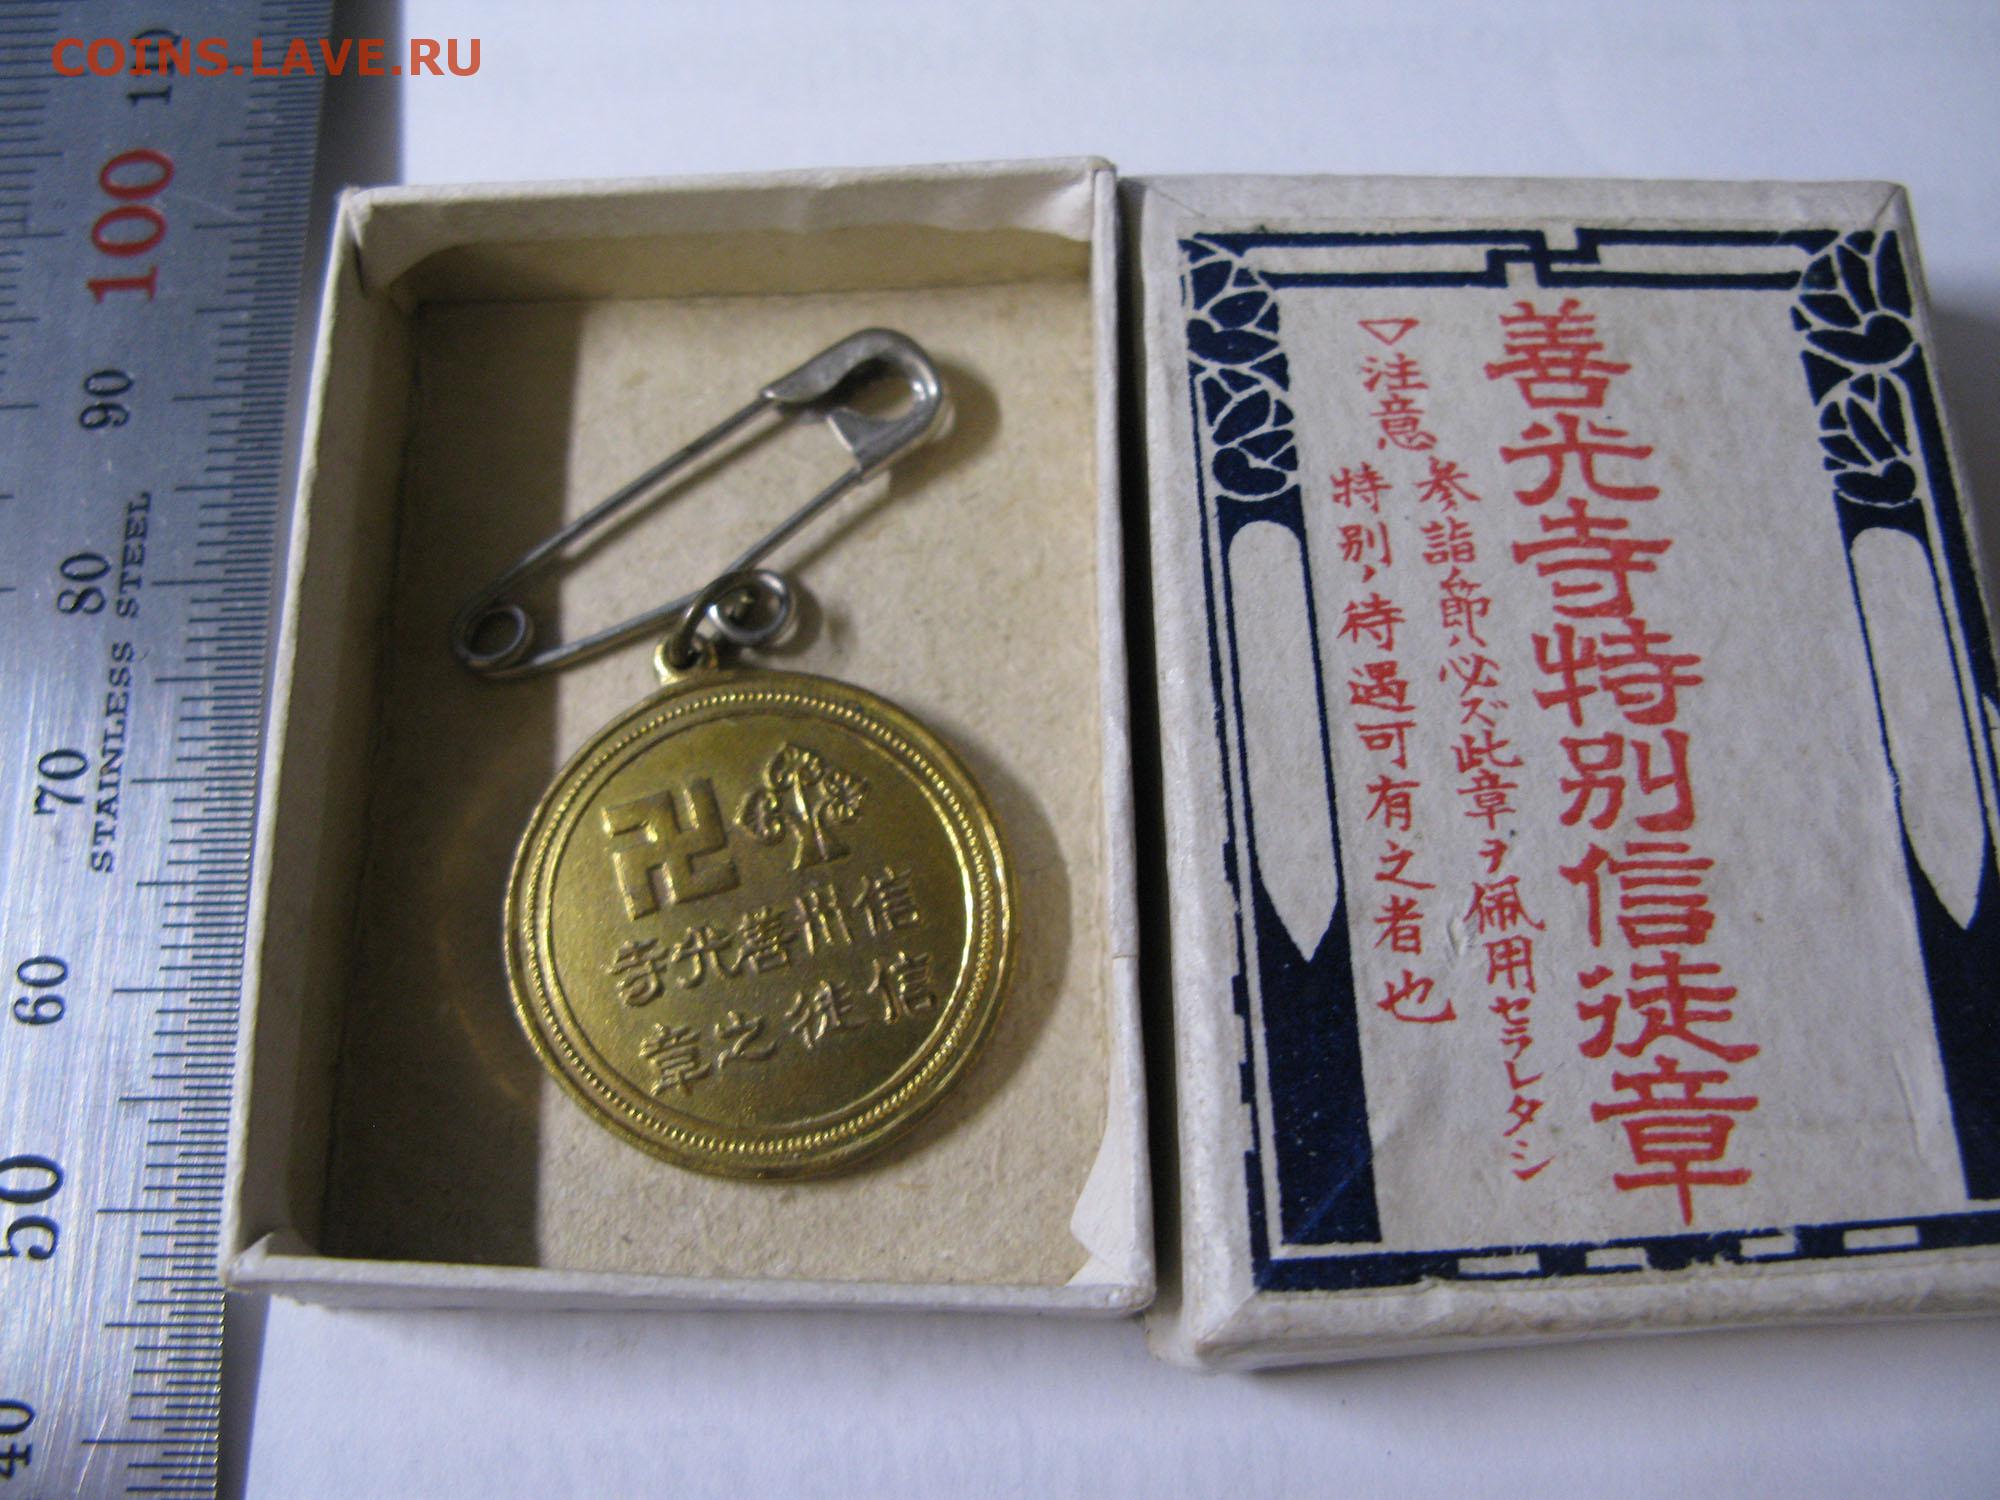 COINS.LAVE.RU
100
90
80
70
60
50
40
STAINLESS STEEL
卍
信州善光寺
信徒之章
善光寺特別信徒章
▽注意
参詣ノ節ハ必ズ此章ヲ佩用セラレタシ
特別ノ待遇可有之者也